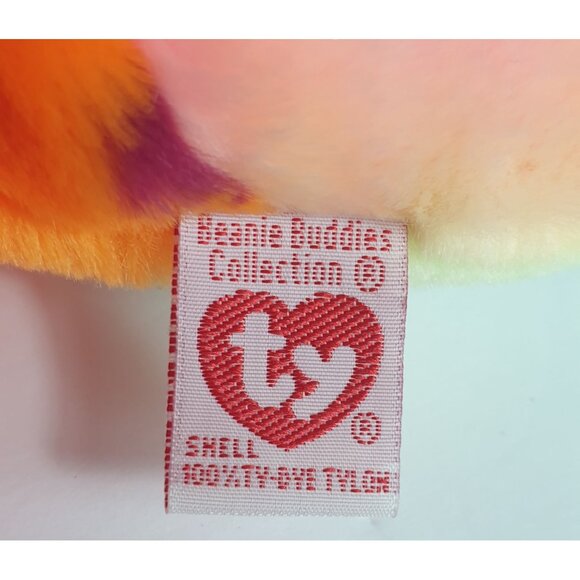 Beanie Buddies
Collection ®
ty
®
SHELL
100%TY-DYE TYLON